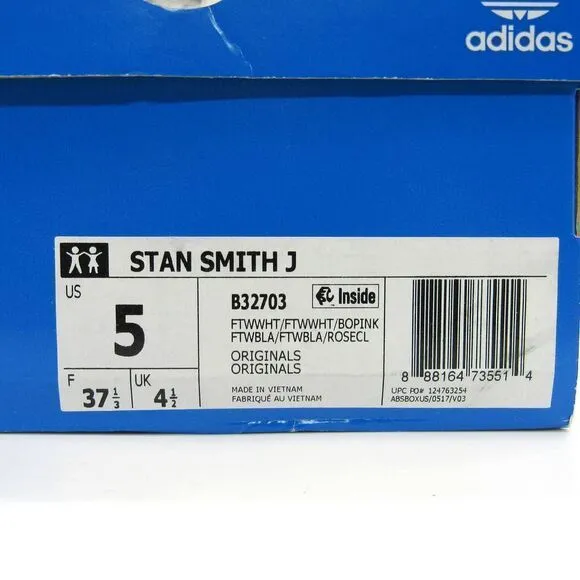 adidas
STAN SMITH J
US
5
F
37 1/3
UK
4 1/2
B32703
Inside
FTWWHT/FTWWHT/BOPINK
FTWBLA/FTWBLA/ROSECL
ORIGINALS
ORIGINALS
MADE IN VIETNAM
FABRIQUÉ AU VIETNAM
8 88164 73551 4
UPC PO# 124763254
ABSBOXUS/0517/V03